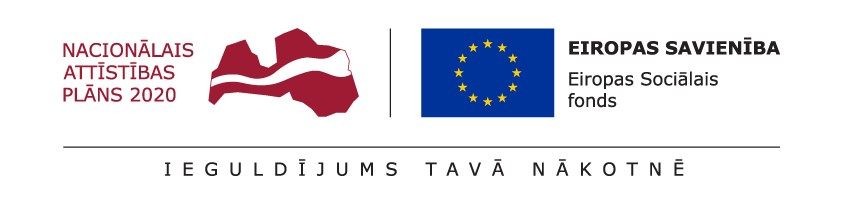 NACIONĀLAIS
ATTĪSTĪBAS
PLĀNS 2020
EIROPAS SAVIENĪBA
Eiropas Sociālais
fonds
IEGULDĪJUMS TAVĀ NĀKOTNĒ